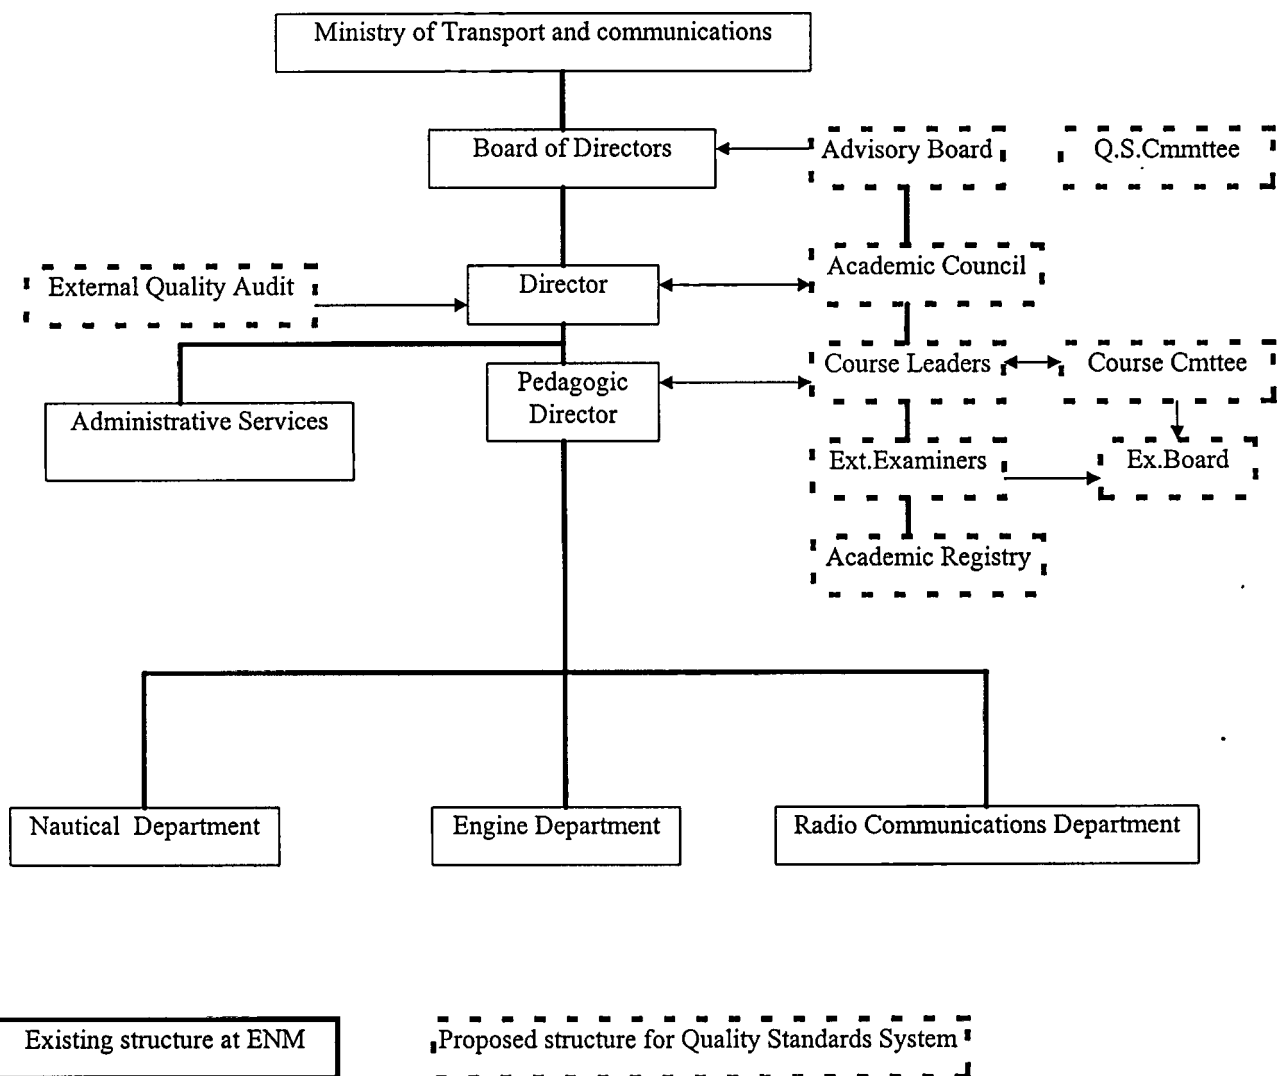 Ministry of Transport and communications
Board of Directors
Advisory Board
Q.S.Cmmttee
External Quality Audit
Director
Academic Council
Administrative Services
Pedagogic
Director
Course Leaders
Course Cmttee
Ext.Examiners
Ex.Board
Academic Registry
Nautical Department
Engine Department
Radio Communications Department
Existing structure at ENM
Proposed structure for Quality Standards System